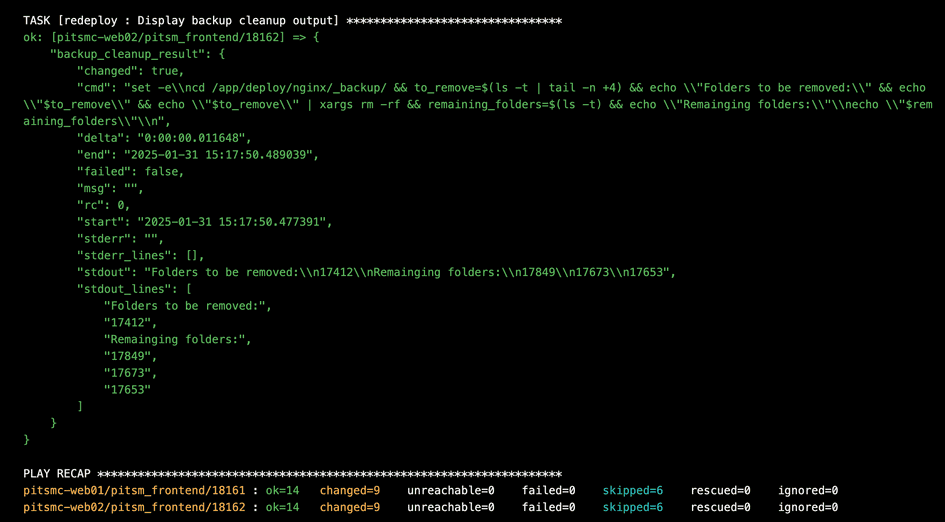 TASK [redeploy : Display backup cleanup output] ********************************
ok: [pitsmc-web02/pitsm_frontend/18162] => {
    "backup_cleanup_result": {
        "changed": true,
        "cmd": "set -e\\ncd /app/deploy/nginx/_backup/ && to_remove=$(ls -t | tail -n +4) && echo \\"Folders to be removed:\\" && echo
\\"$to_remove\\" && echo \\"$to_remove\\" | xargs rm -rf && remaining_folders=$(ls -t) && echo \\"Remainging folders:\\"\\necho \\"$rem
aining_folders\\"\\n",
        "delta": "0:00:00.011648",
        "end": "2025-01-31 15:17:50.489039",
        "failed": false,
        "msg": "",
        "rc": 0,
        "start": "2025-01-31 15:17:50.477391",
        "stderr": "",
        "stderr_lines": [],
        "stdout": "Folders to be removed:\\n17412\\nRemainging folders:\\n17849\\n17673\\n17653",
        "stdout_lines": [
            "Folders to be removed:",
            "17412",
            "Remainging folders:",
            "17849",
            "17673",
            "17653"
        ]
    }
}
PLAY RECAP *********************************************************************
pitsmc-web01/pitsm_frontend/18161 : ok=14   changed=9    unreachable=0    failed=0    skipped=6    rescued=0    ignored=0
pitsmc-web02/pitsm_frontend/18162 : ok=14   changed=9    unreachable=0    failed=0    skipped=6    rescued=0    ignored=0